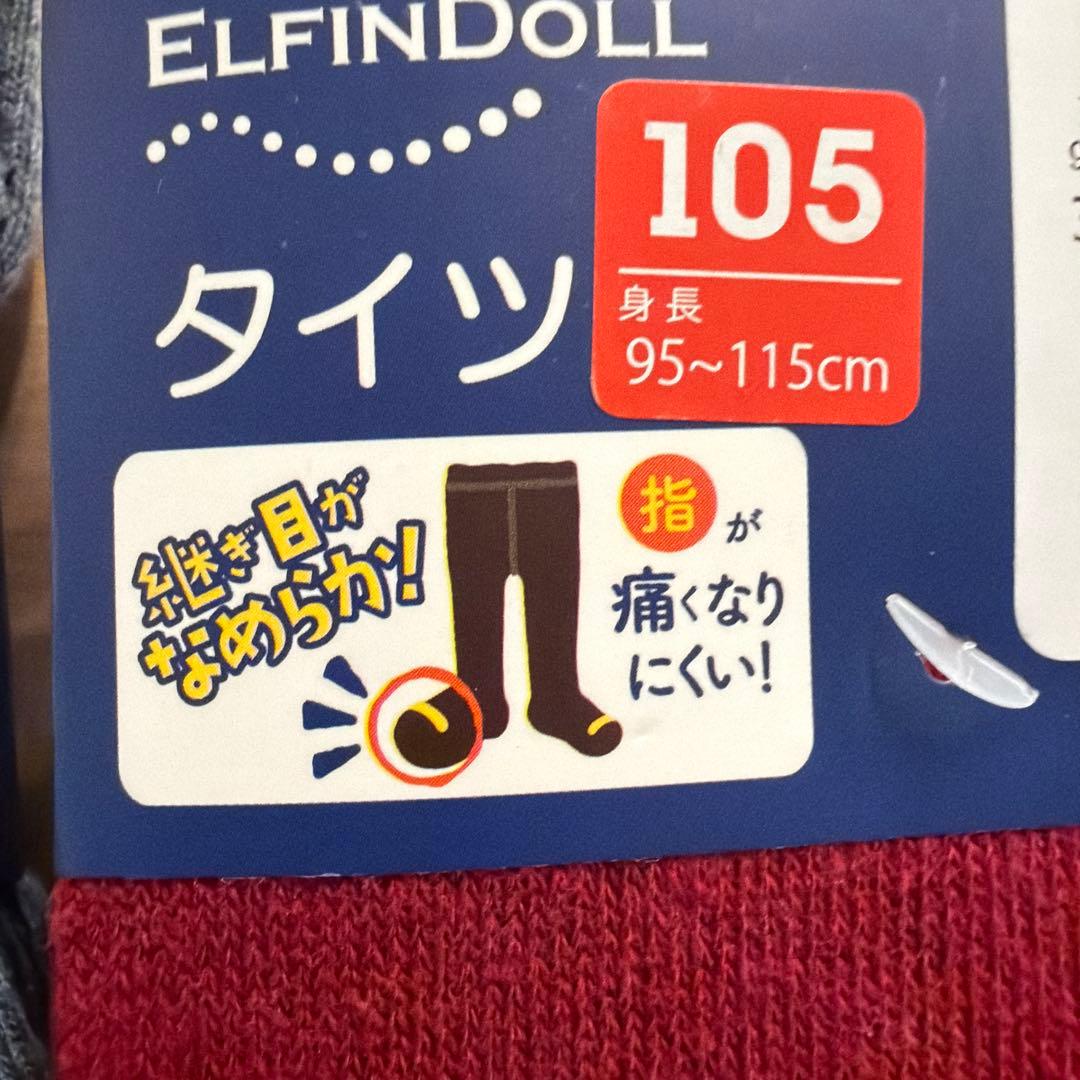 ELFINDOLL
タイツ
105
身長
95~115cm
継ぎ目が
なめらか!
指が
痛くなり
にくい!